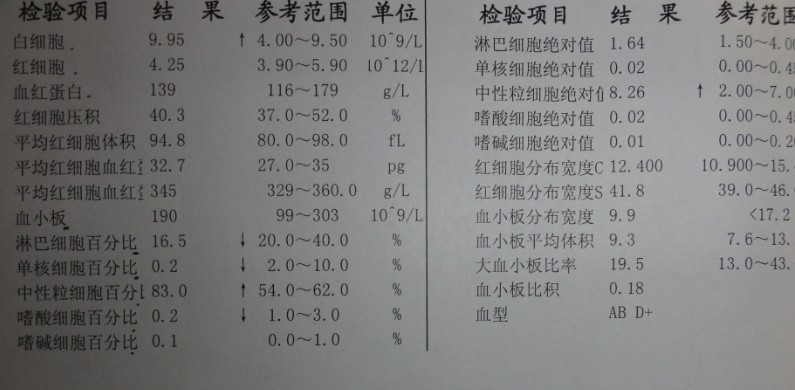 检验项目 结 果 参考范围 单位
白细胞 9.95 ↑ 4.00～9.50 10^9/L
红细胞 4.25 3.90～5.90 10^12/L
血红蛋白 139 116～179 g/L
红细胞压积 40.3 37.0～52.0 %
平均红细胞体积 94.8 80.0～98.0 fL
平均红细胞血红 32.7 27.0～35 pg
平均红细胞血红 345 329～360.0 g/L
血小板 190 99～303 10^9/L
淋巴细胞百分比 16.5 ↓ 20.0～40.0 %
单核细胞百分比 0.2 ↓ 2.0～10.0 %
中性粒细胞百分 83.0 ↑ 54.0～62.0 %
嗜酸细胞百分比 0.2 ↓ 1.0～3.0 %
嗜碱细胞百分比 0.1 0.0～1.0 %
检验项目 结 果 参考范
淋巴细胞绝对值 1.64 1.50～4.0
单核细胞绝对值 0.02 0.00～0.4
中性粒细胞绝对 8.26 ↑ 2.00～7.0
嗜酸细胞绝对值 0.02 0.00～0.4
嗜碱细胞绝对值 0.01 0.00～0.2
红细胞分布宽度C 12.400 10.900～15.
红细胞分布宽度S 41.8 39.0～46.
血小板分布宽度 9.9 <17.2
血小板平均体积 9.3 7.6～13.
大血小板比率 19.5 13.0～43.
血小板比积 0.18
血型 AB D+